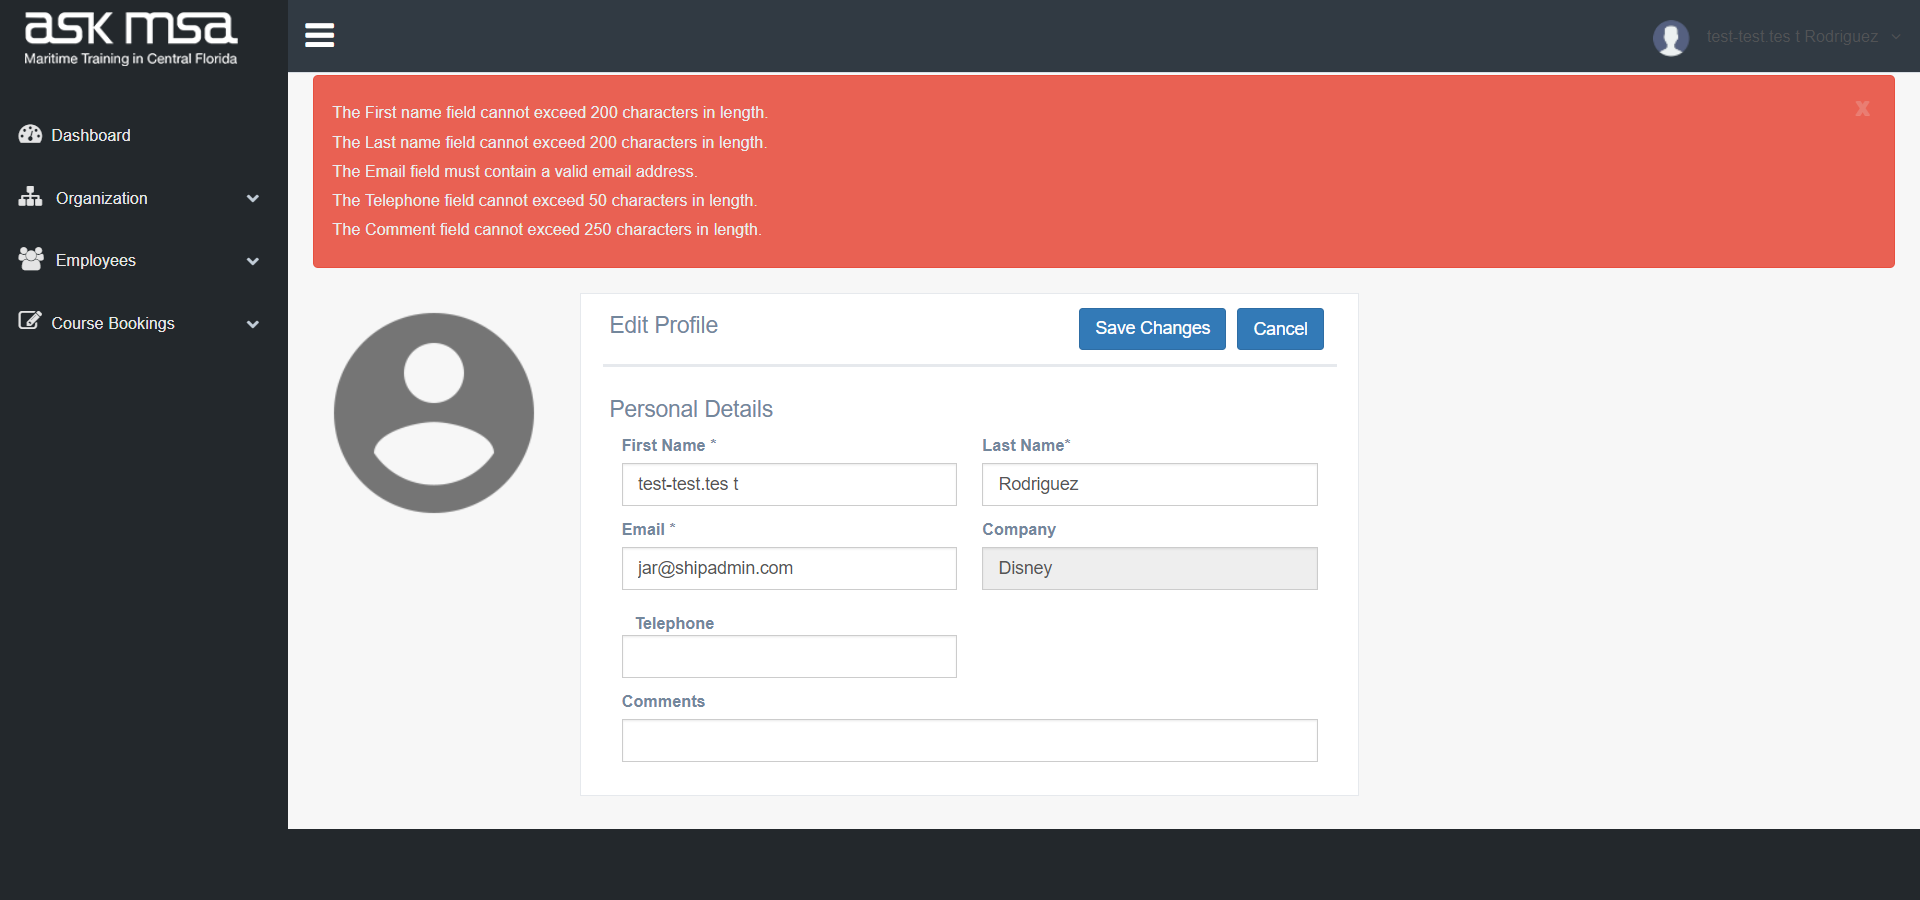 ask msa
Maritime Training in Central Florida
test-test.tes t Rodriguez
Dashboard
Organization
Employees
Course Bookings
The First name field cannot exceed 200 characters in length.
The Last name field cannot exceed 200 characters in length.
The Email field must contain a valid email address.
The Telephone field cannot exceed 50 characters in length.
The Comment field cannot exceed 250 characters in length.
x
Edit Profile
Save Changes
Cancel
Personal Details
First Name *
Last Name*
test-test.tes t
Rodriguez
Email *
Company
jar@shipadmin.com
Disney
Telephone
Comments